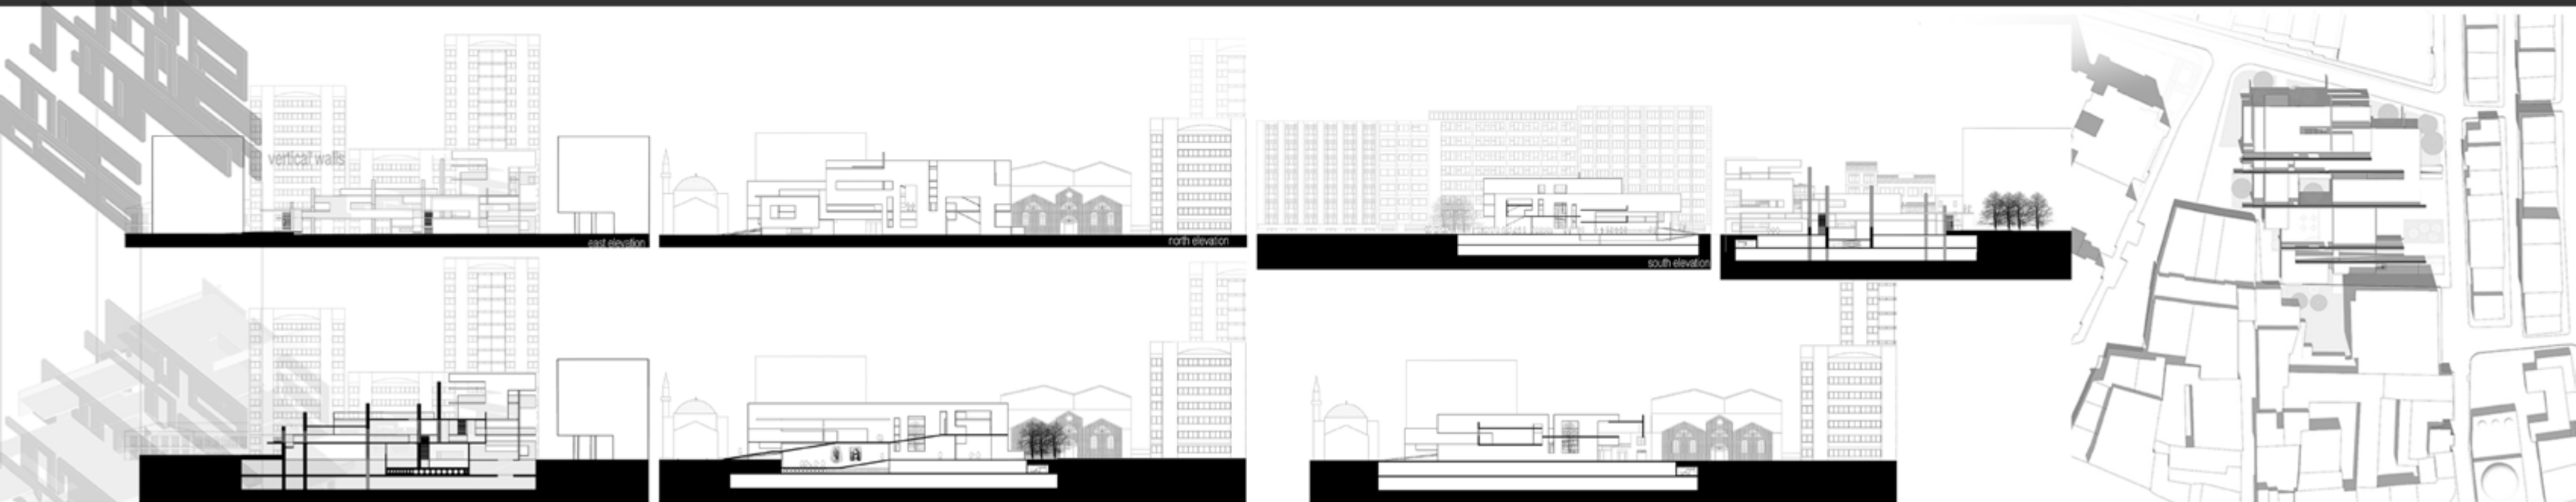 vertical walls
east elevation
north elevation
south elevation